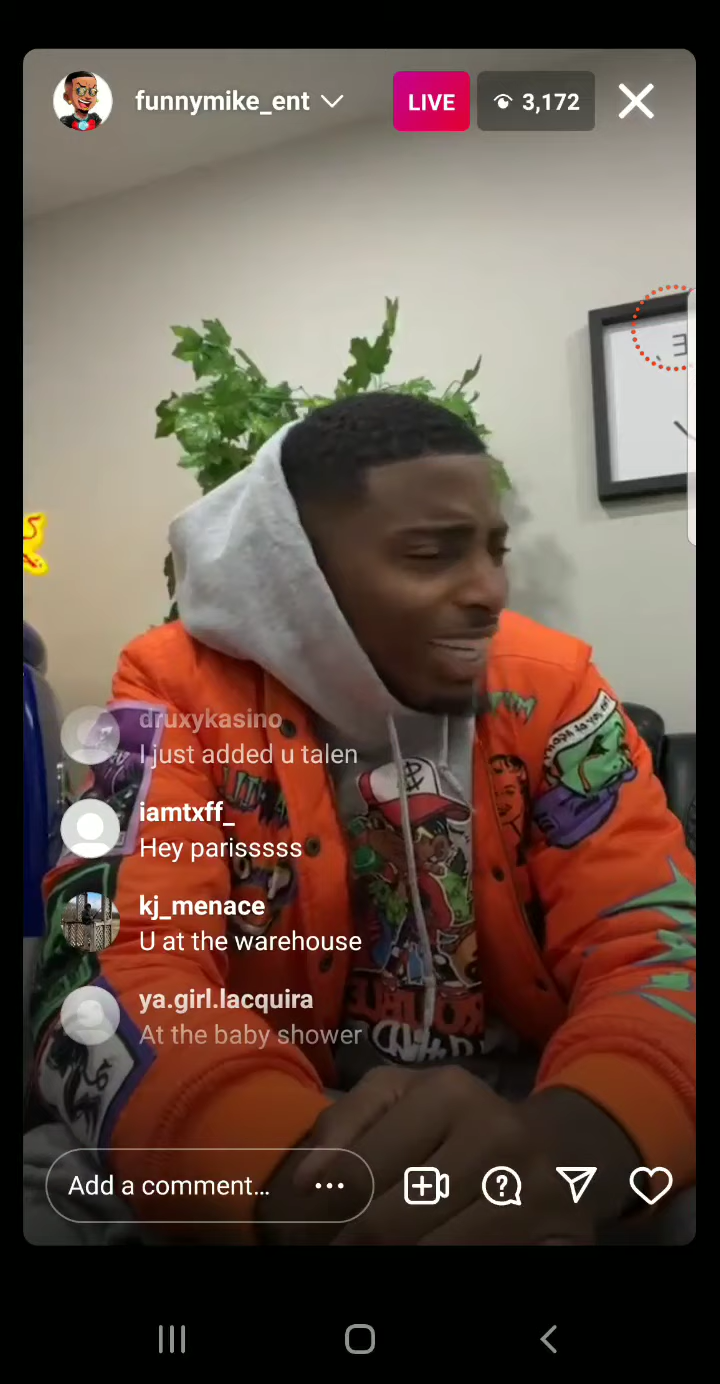 funnymike_ent
LIVE
3,172
druxykasino
I just added u talen
iamtxff_
Hey parisssss
kj_menace
U at the warehouse
ya.girl.lacquira
At the baby shower
Add a comment...